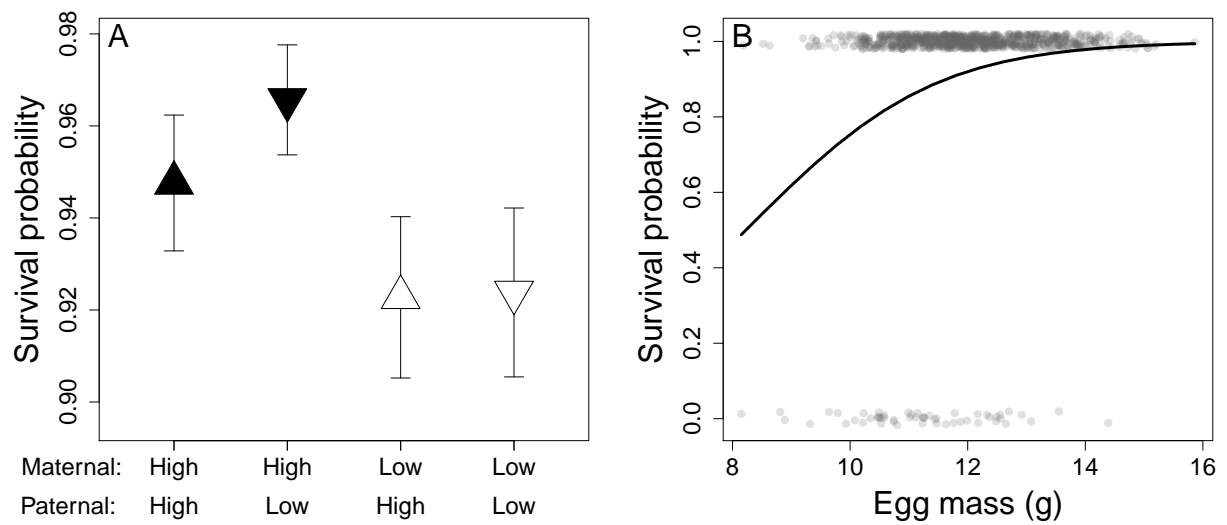 A
Survival probability
0.98
0.96
0.94
0.92
0.90
Maternal: High High Low Low
Paternal: High Low High Low
B
Survival probability
1.0
0.8
0.6
0.4
0.2
0.0
8 10 12 14 16
Egg mass (g)